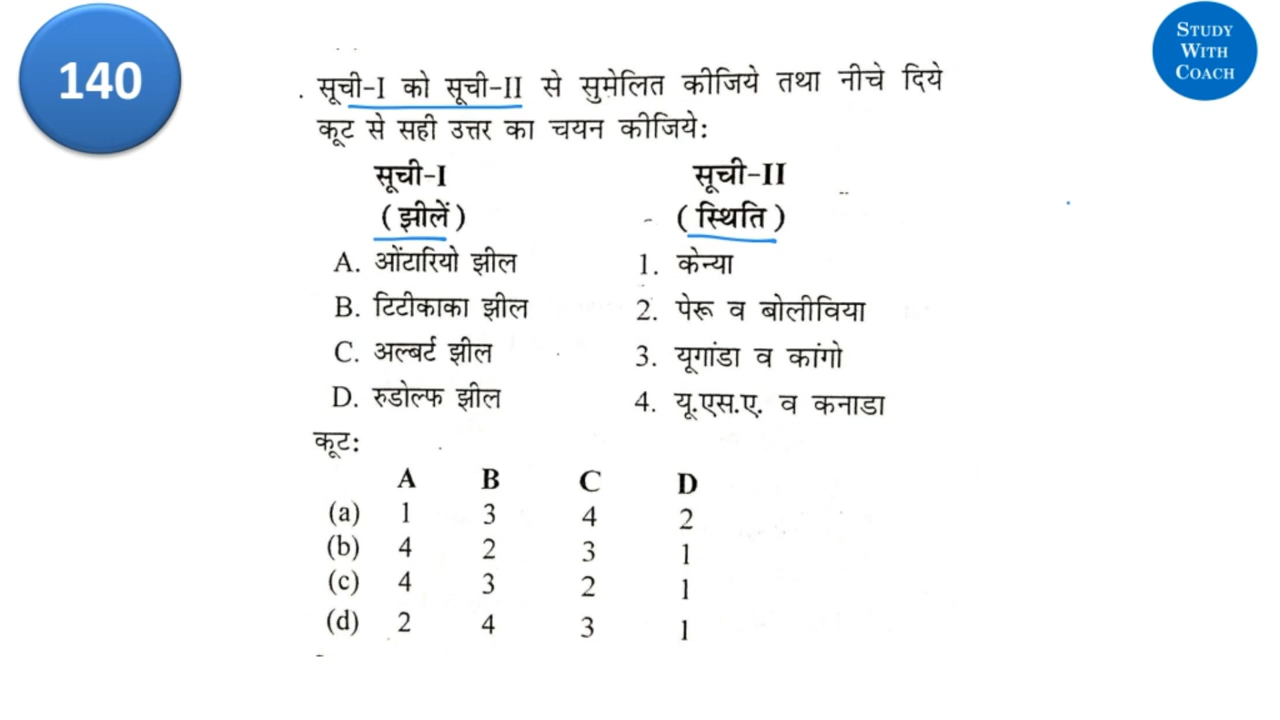 140
STUDY
WITH
COACH
. सूची-I को सूची-II से सुमेलित कीजिये तथा नीचे दिये
कूट से सही उत्तर का चयन कीजिये:
सूची-I सूची-II
(झीलें) (स्थिति)
A. ओंटारियो झील 1. केन्या
B. टिटीकाका झील 2. पेरू व बोलीविया
C. अल्बर्ट झील 3. यूगांडा व कांगो
D. रुडोल्फ झील 4. यू.एस.ए. व कनाडा
कूट:
A B C D
(a) 1 3 4 2
(b) 4 2 3 1
(c) 4 3 2 1
(d) 2 4 3 1